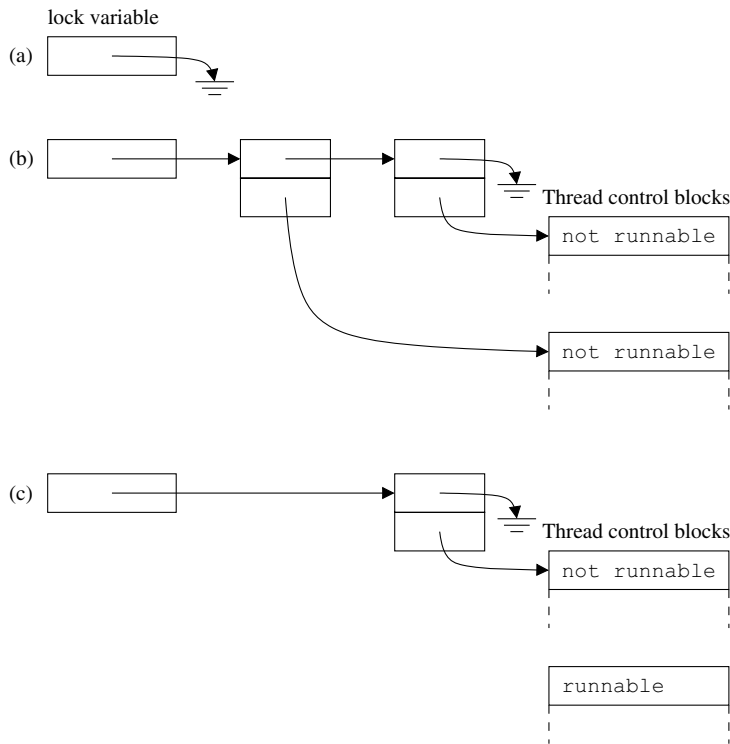 lock variable
(a)
(b)
Thread control blocks
not runnable
not runnable
(c)
Thread control blocks
not runnable
runnable